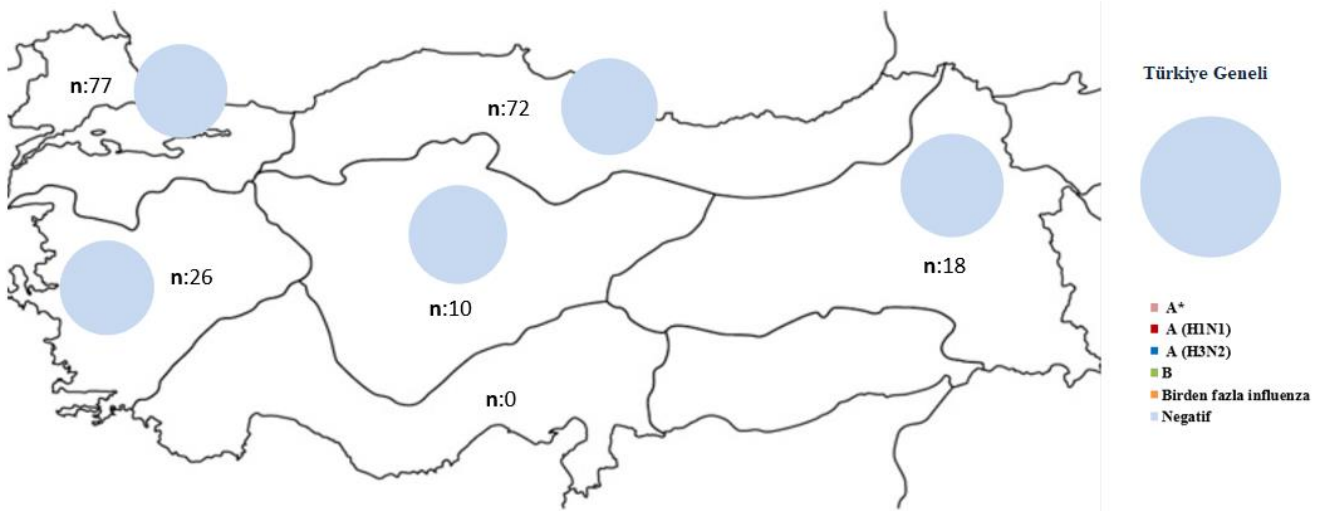 n:77
n:72
n:18
n:26
n:10
n:0
Türkiye Geneli
A*
A (H1N1)
A (H3N2)
B
Birden fazla influenza
Negatif